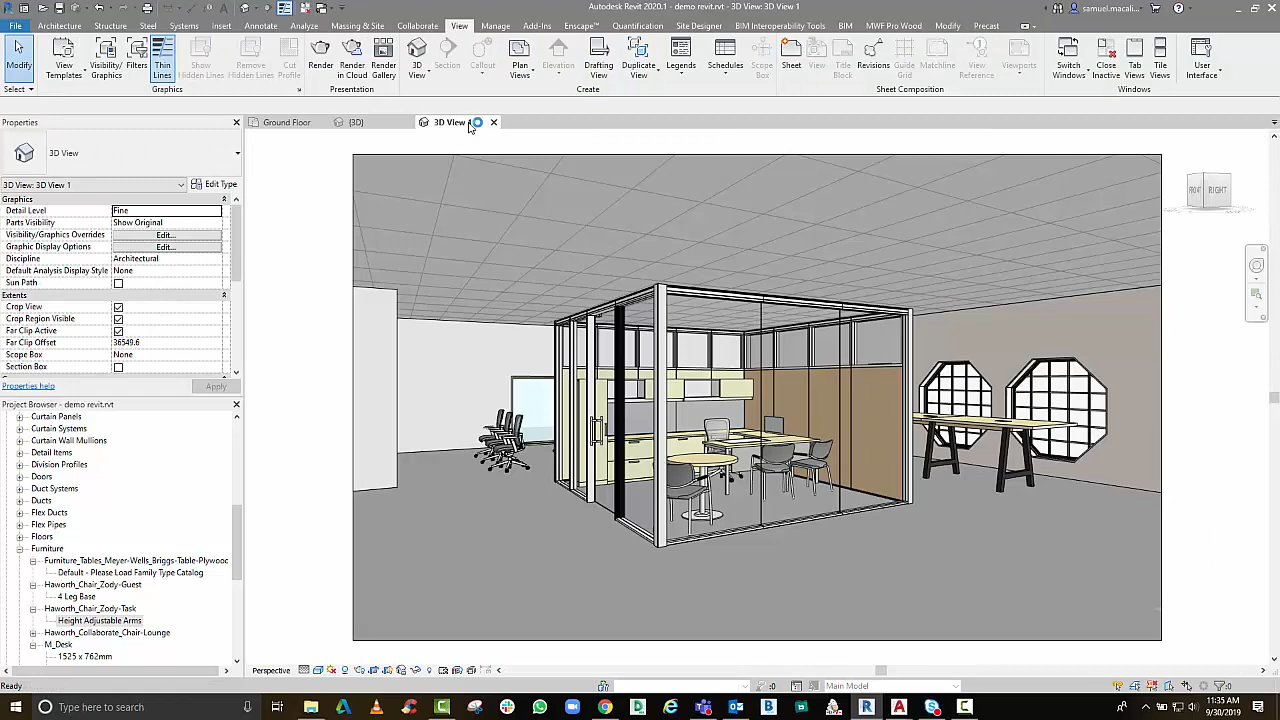 Autodesk Revit 2020.1 - demo revit.rvt - 3D View: 3D View 1
samuel.macali...
File Architecture Structure Steel Systems Insert Annotate Analyze Massing & Site Collaborate View Manage Add-Ins Enscape™ Quantification Site Designer BIM Interoperability Tools BIM MWF Pro Wood Modify Precast
Modify View Templates Visibility/ Graphics Filters Thin Lines Show Hidden Lines Remove Hidden Lines Cut Profile Render Render in Cloud Render Gallery 3D View Section Callout Plan Views Elevation Drafting View Duplicate View Legends Schedules Scope Box Sheet View Title Block Revisions Guide Grid Matchline View Reference Viewports Switch Windows Close Inactive Tab Views Tile Views User Interface
Select Graphics Presentation Create Sheet Composition Windows
Properties
Ground Floor {3D} 3D View 1
3D View
3D View: 3D View 1 Edit Type
Graphics
Detail Level Fine
Parts Visibility Show Original
Visibility/Graphics Overrides Edit...
Graphic Display Options Edit...
Discipline Architectural
Default Analysis Display Style None
Sun Path
Extents
Crop View
Crop Region Visible
Far Clip Active
Far Clip Offset 36549.6
Scope Box None
Section Box
Properties help Apply
FRONT RIGHT
Project Browser - demo revit.rvt
Curtain Panels
Curtain Systems
Curtain Wall Mullions
Detail Items
Division Profiles
Doors
Duct Systems
Ducts
Flex Ducts
Flex Pipes
Floors
Furniture
Furniture_Tables_Meyer-Wells_Briggs-Table-Plywood
Default - Please Load Family Type Catalog
Haworth_Chair_Zody-Guest
4 Leg Base
Haworth_Chair_Zody-Task
Height Adjustable Arms
Haworth_Collaborate_Chair-Lounge
M_Desk
1525 x 762mm
Perspective
Ready :0 Main Model :0
Type here to search
11:35 AM
9/30/2019